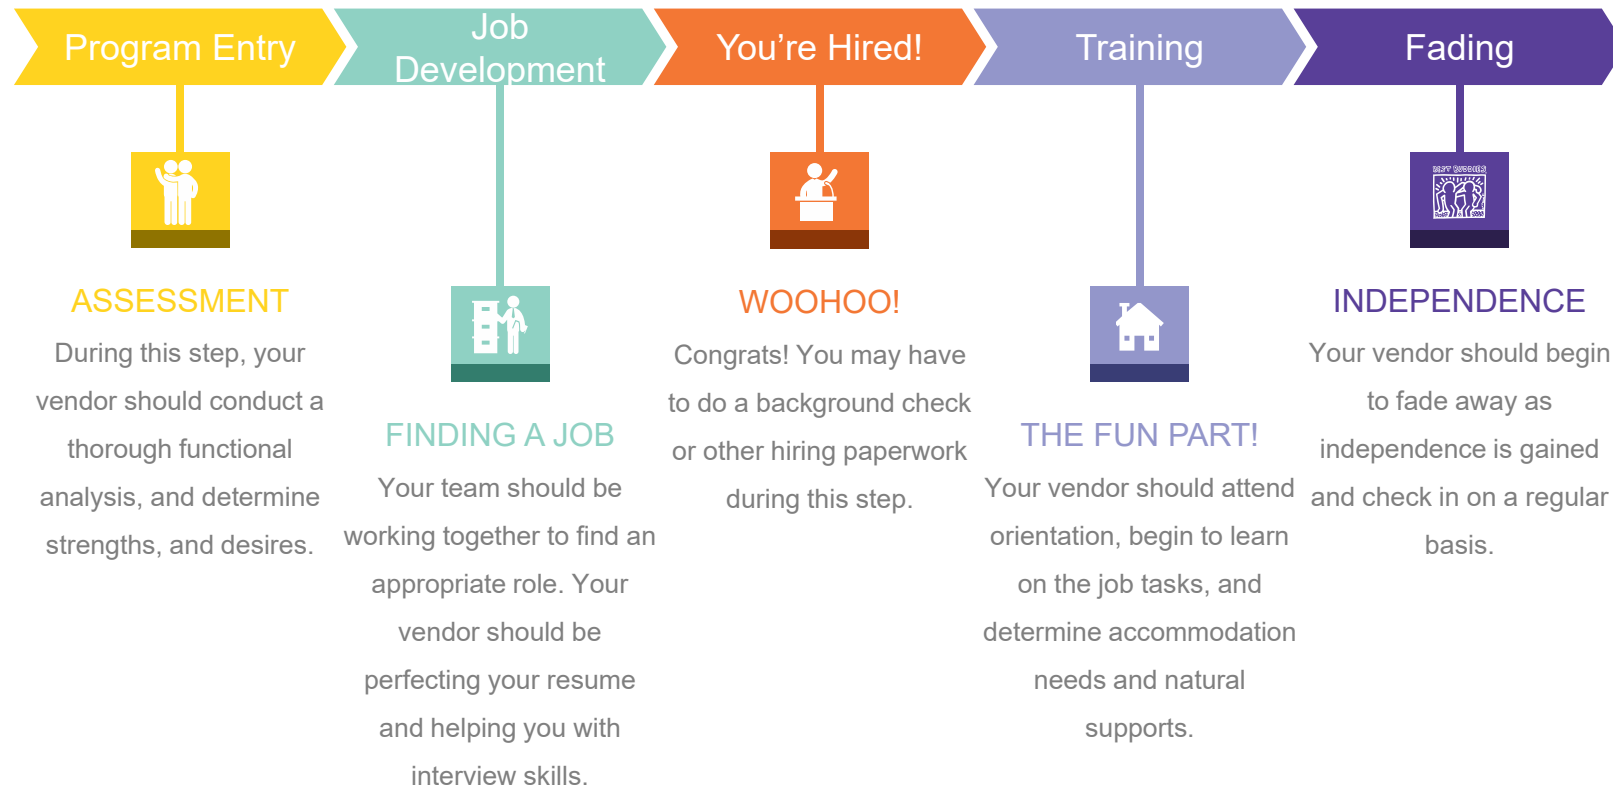 Program Entry
Job
Development
You’re Hired!
Training
Fading
ASSESSMENT
During this step, your
vendor should conduct a
thorough functional
analysis, and determine
strengths, and desires.
FINDING A JOB
Your team should be
working together to find an
appropriate role. Your
vendor should be
perfecting your resume
and helping you with
interview skills.
WOOHOO!
Congrats! You may have
to do a background check
or other hiring paperwork
during this step.
THE FUN PART!
Your vendor should attend
orientation, begin to learn
on the job tasks, and
determine accommodation
needs and natural
supports.
BEST BUDDIES
INDEPENDENCE
Your vendor should begin
to fade away as
independence is gained
and check in on a regular
basis.